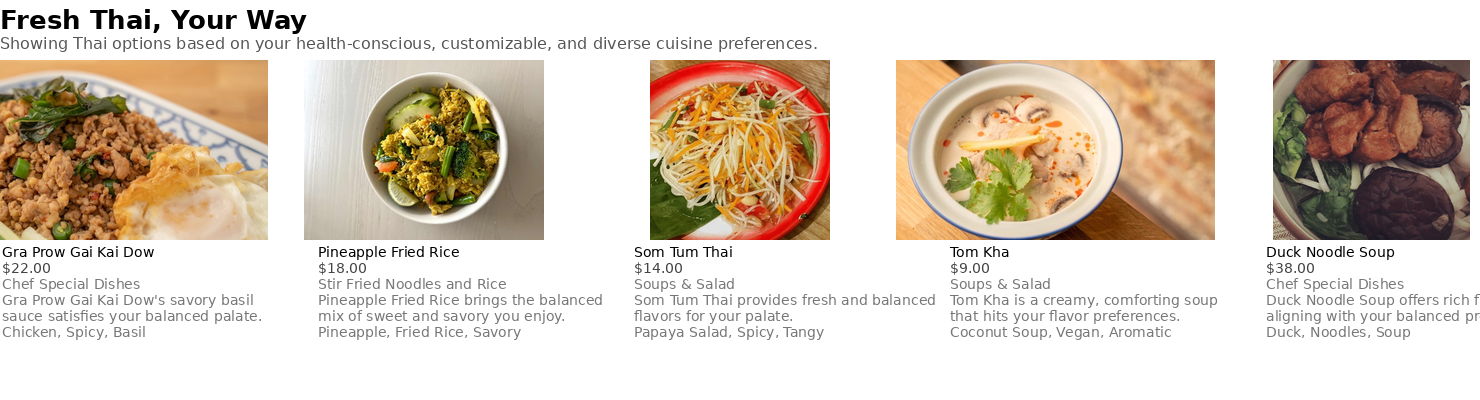 Fresh Thai, Your Way
Showing Thai options based on your health-conscious, customizable, and diverse cuisine preferences.
Gra Prow Gai Kai Dow
$22.00
Chef Special Dishes
Gra Prow Gai Kai Dow's savory basil
sauce satisfies your balanced palate.
Chicken, Spicy, Basil
Pineapple Fried Rice
$18.00
Stir Fried Noodles and Rice
Pineapple Fried Rice brings the balanced
mix of sweet and savory you enjoy.
Pineapple, Fried Rice, Savory
Som Tum Thai
$14.00
Soups & Salad
Som Tum Thai provides fresh and balanced
flavors for your palate.
Papaya Salad, Spicy, Tangy
Tom Kha
$9.00
Soups & Salad
Tom Kha is a creamy, comforting soup
that hits your flavor preferences.
Coconut Soup, Vegan, Aromatic
Duck Noodle Soup
$38.00
Chef Special Dishes
Duck Noodle Soup offers rich
aligning with your balanced
Duck, Noodles, Soup